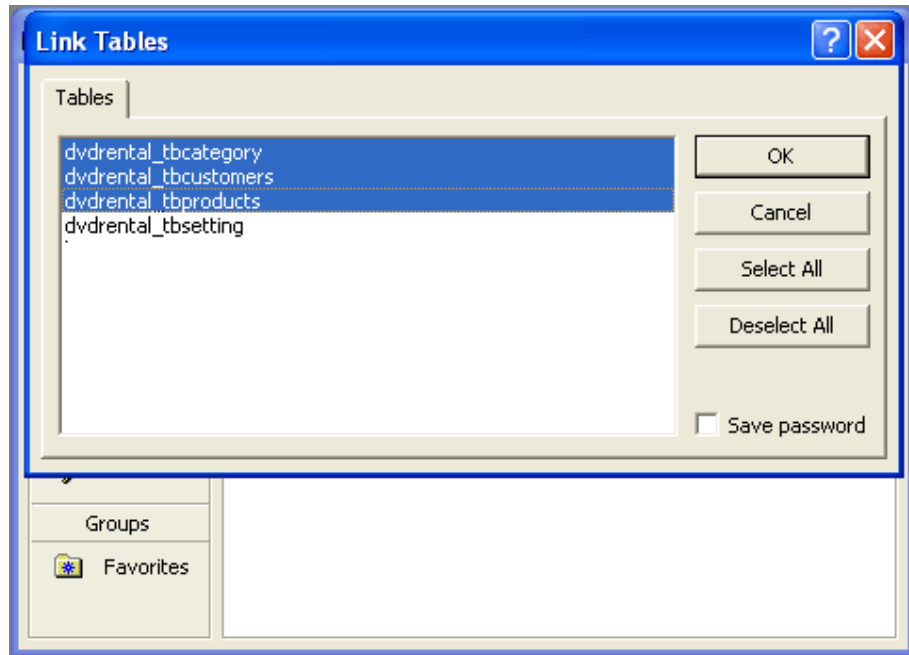 Link Tables
Tables
dvdrental_tbcategory
dvdrental_tbcustomers
dvdrental_tbproducts
dvdrental_tbsetting
OK
Cancel
Select All
Deselect All
Save password
Groups
Favorites